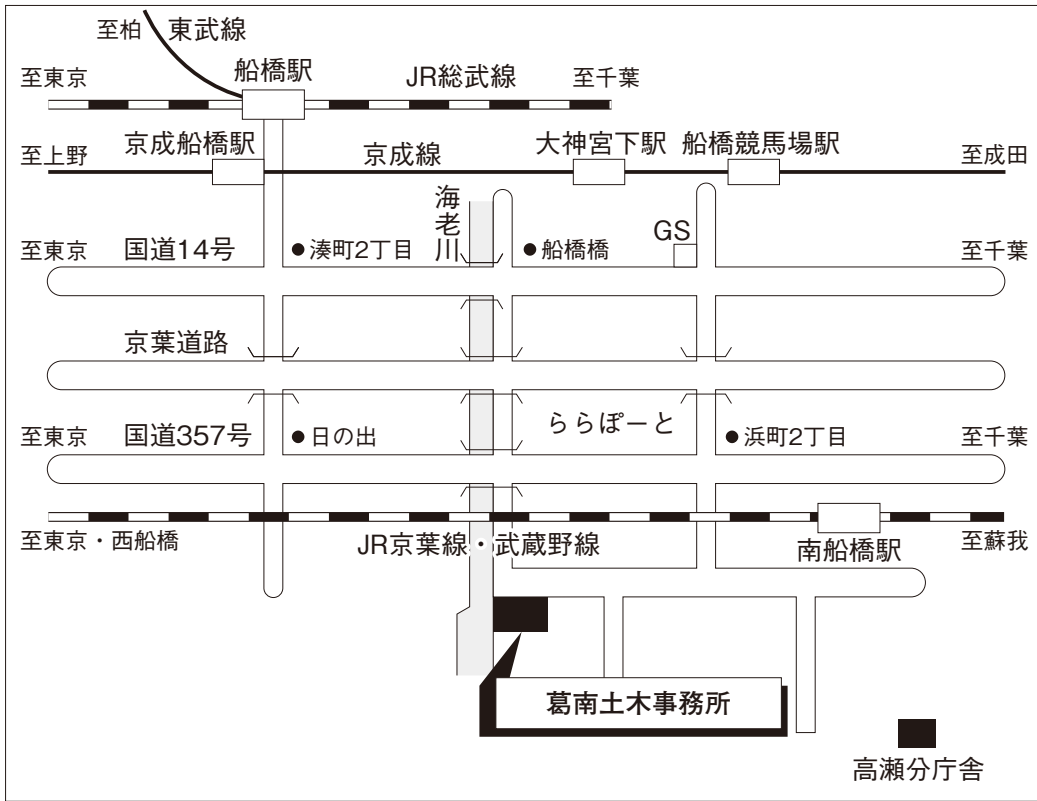 至柏
東武線
船橋駅
至東京
JR総武線
至千葉
京成船橋駅
至上野
京成線
大神宮下駅
船橋競馬場駅
至成田
海老川
至東京
国道14号
湊町2丁目
船橋橋
GS
至千葉
京葉道路
至東京
国道357号
日の出
ららぽーと
浜町2丁目
至千葉
至東京・西船橋
JR京葉線・武蔵野線
南船橋駅
至蘇我
葛南土木事務所
高瀬分庁舎